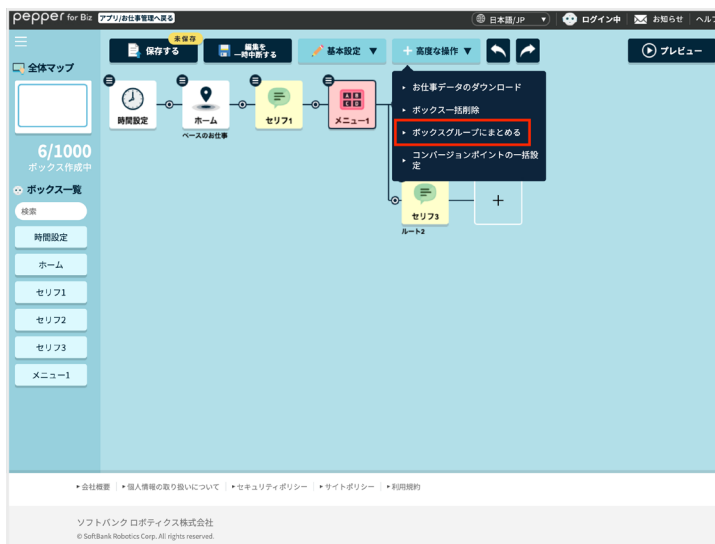 pepper for Biz
アプリ/お仕事管理へ戻る
日本語/JP ▼
ログイン中
お知らせ
ヘル
全体マップ
未保存
保存する
編集を
一時中断する
基本設定 ▼
高度な操作 ▼
プレビュー
お仕事データのダウンロード
ボックス一括削除
ボックスグループにまとめる
コンバージョンポイントの一括設
定
時間設定
ホーム
ベースのお仕事
セリフ1
A B
C D
メニュー1
セリフ3
ルート2
6/1000
ボックス作成中
ボックス一覧
検索
時間設定
ホーム
セリフ1
セリフ2
セリフ3
メニュー1
会社概要
個人情報の取り扱いについて
セキュリティポリシー
サイトポリシー
利用規約
ソフトバンク ロボティクス株式会社
© SoftBank Robotics Corp. All rights reserved.